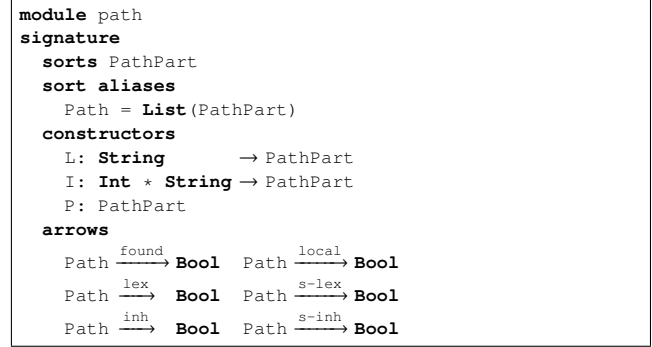 module path
signature
sorts PathPart
sort aliases
Path = List(PathPart)
constructors
L: String → PathPart
I: Int * String → PathPart
P: PathPart
arrows
Path —found→ Bool Path —local→ Bool
Path —lex→ Bool Path —s-lex→ Bool
Path —inh→ Bool Path —s-inh→ Bool